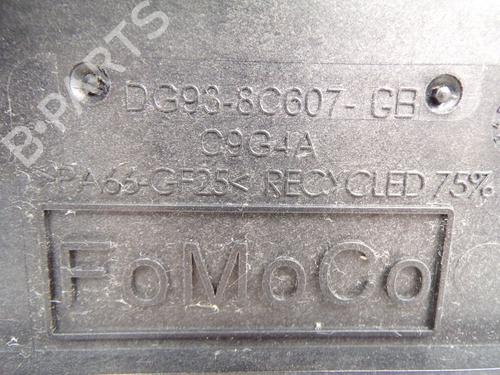 DG93-8C607- GB
C9G4A
>PA66-GF25< RECYCLED 75%
FoMoCo
B-PARTS